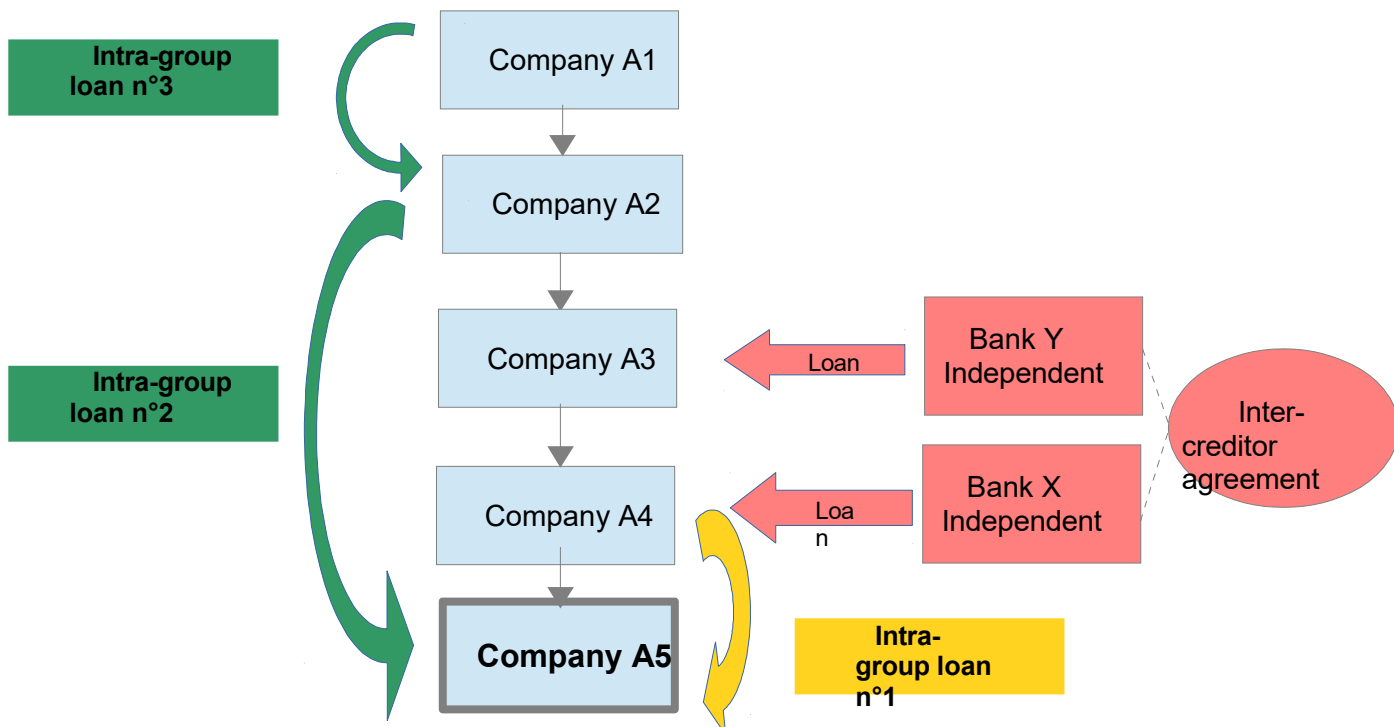 Intra-group
loan n°3
Company A1
Company A2
Company A3
Loan
Bank Y
Independent
Intra-group
loan n°2
Inter-
creditor
agreement
Company A4
Loa
n
Bank X
Independent
Company A5
Intra-
group loan
n°1